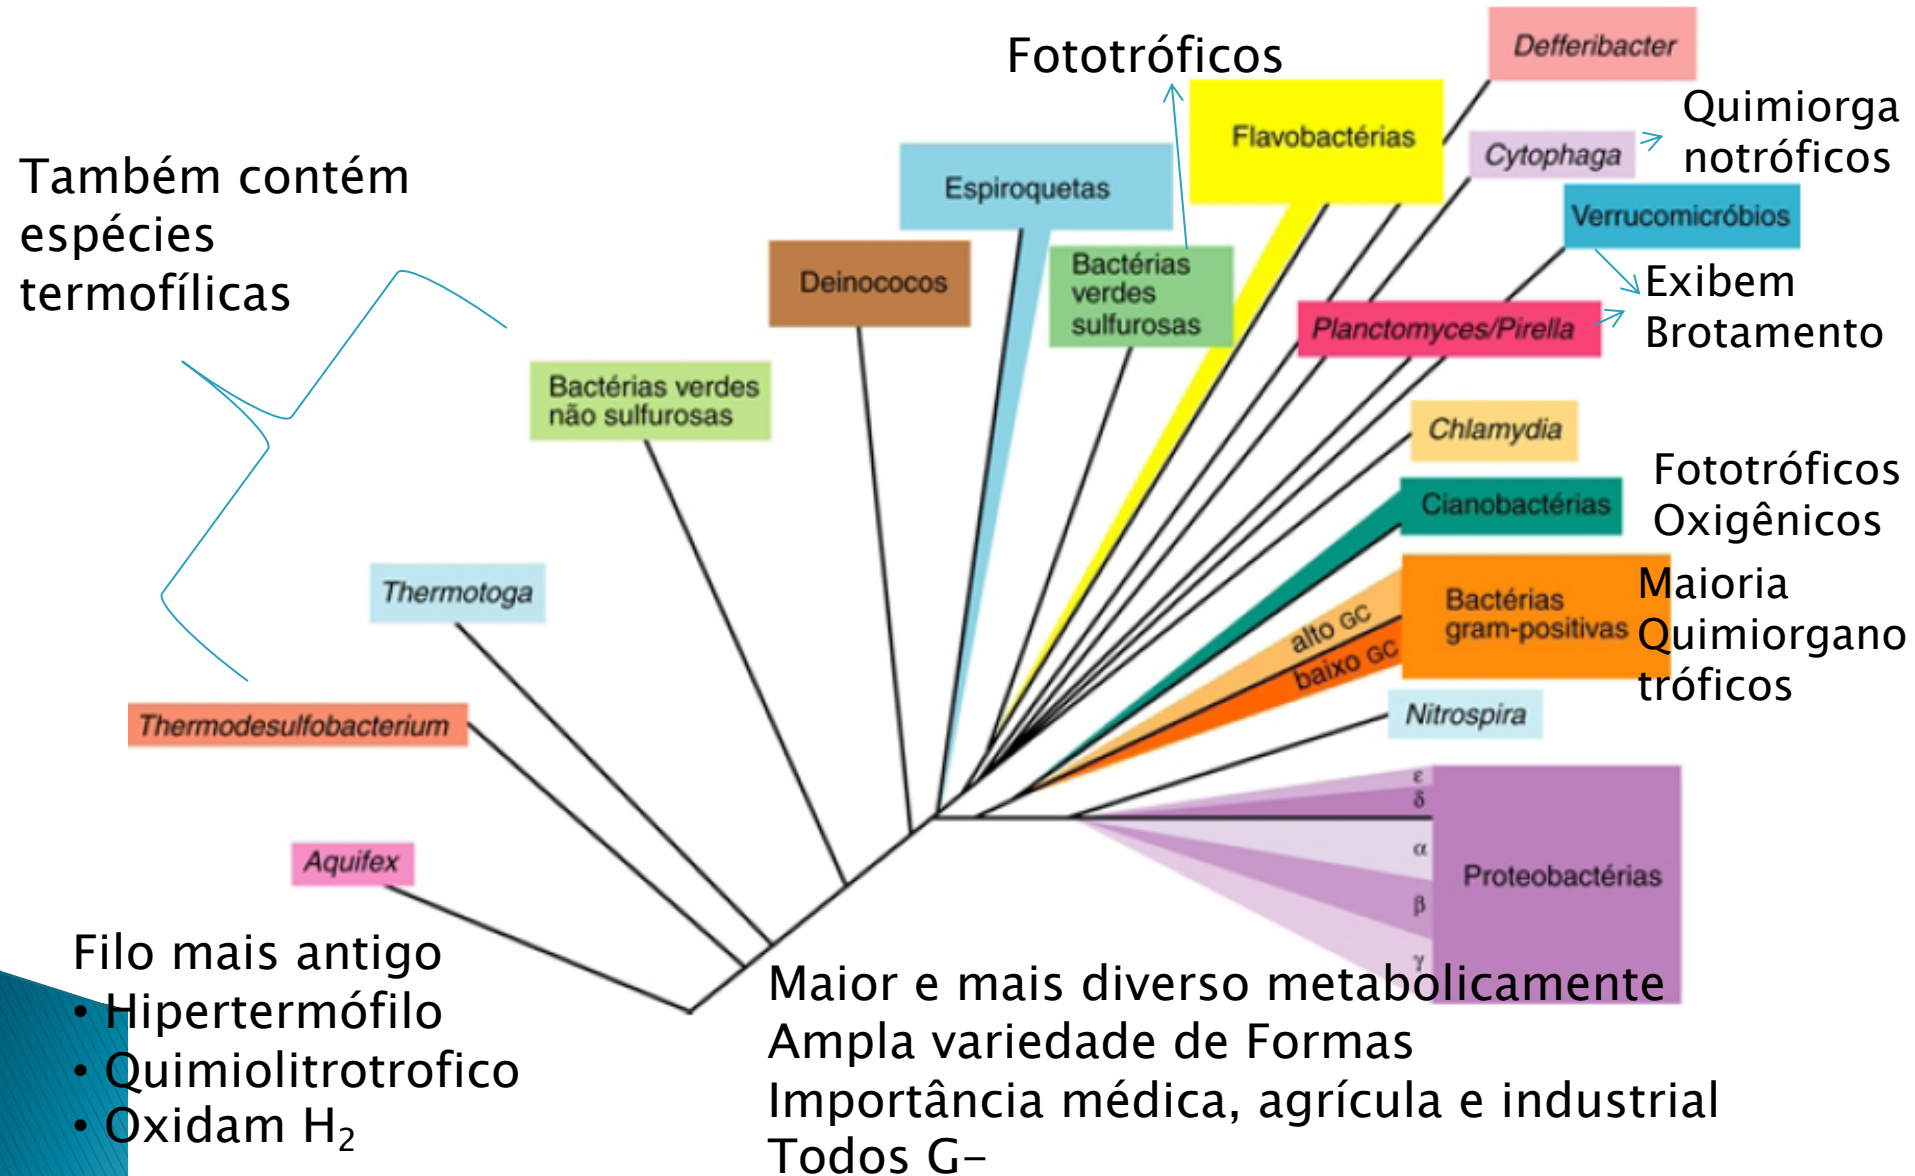 Fototróficos
Defferibacter
Flavobactérias
Quimiorga
notróficos
Cytophaga
Também contém
espécies
termofílicas
Espiroquetas
Verrucomicróbios
Deinococos
Bactérias
verdes
sulfurosas
Exibem
Brotamento
Planctomyces/Pirella
Bactérias verdes
não sulfurosas
Chlamydia
Fototróficos
Oxigênicos
Cianobactérias
Thermotoga
alto GC
baixo GC
Bactérias
gram-positivas
Maioria
Quimiorgano
tróficos
Thermodesulfobacterium
Nitrospira
ε
δ
α
β
γ
Proteobactérias
Aquifex
Filo mais antigo
• Hipertermófilo
• Quimiolitrotrofico
• Oxidam H₂
Maior e mais diverso metabolicamente
Ampla variedade de Formas
Importância médica, agrícula e industrial
Todos G-